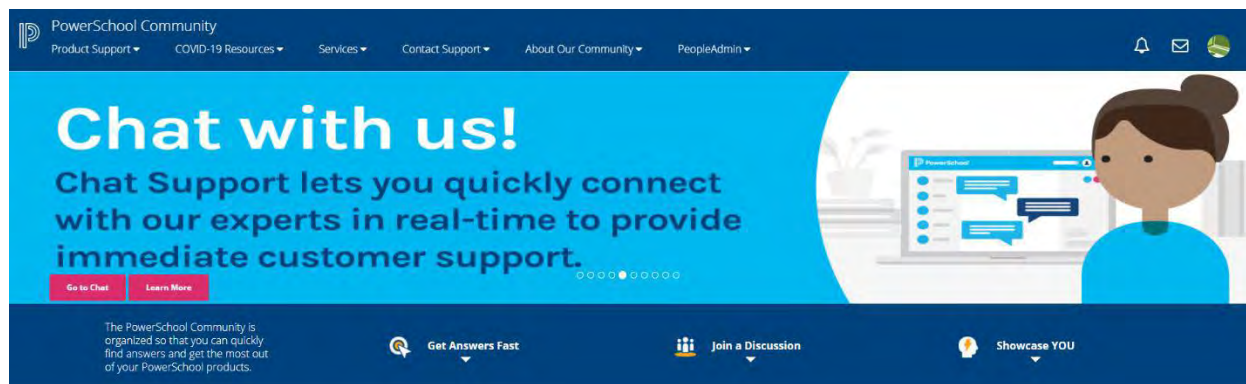 PowerSchool Community
Product Support COVID-19 Resources Services Contact Support About Our Community PeopleAdmin
Chat with us!
Chat Support lets you quickly connect
with our experts in real-time to provide
immediate customer support.
Go to Chat Learn More
PowerSchool
The PowerSchool Community is
organized so that you can quickly
find answers and get the most out
of your PowerSchool products.
Get Answers Fast
Join a Discussion
Showcase YOU